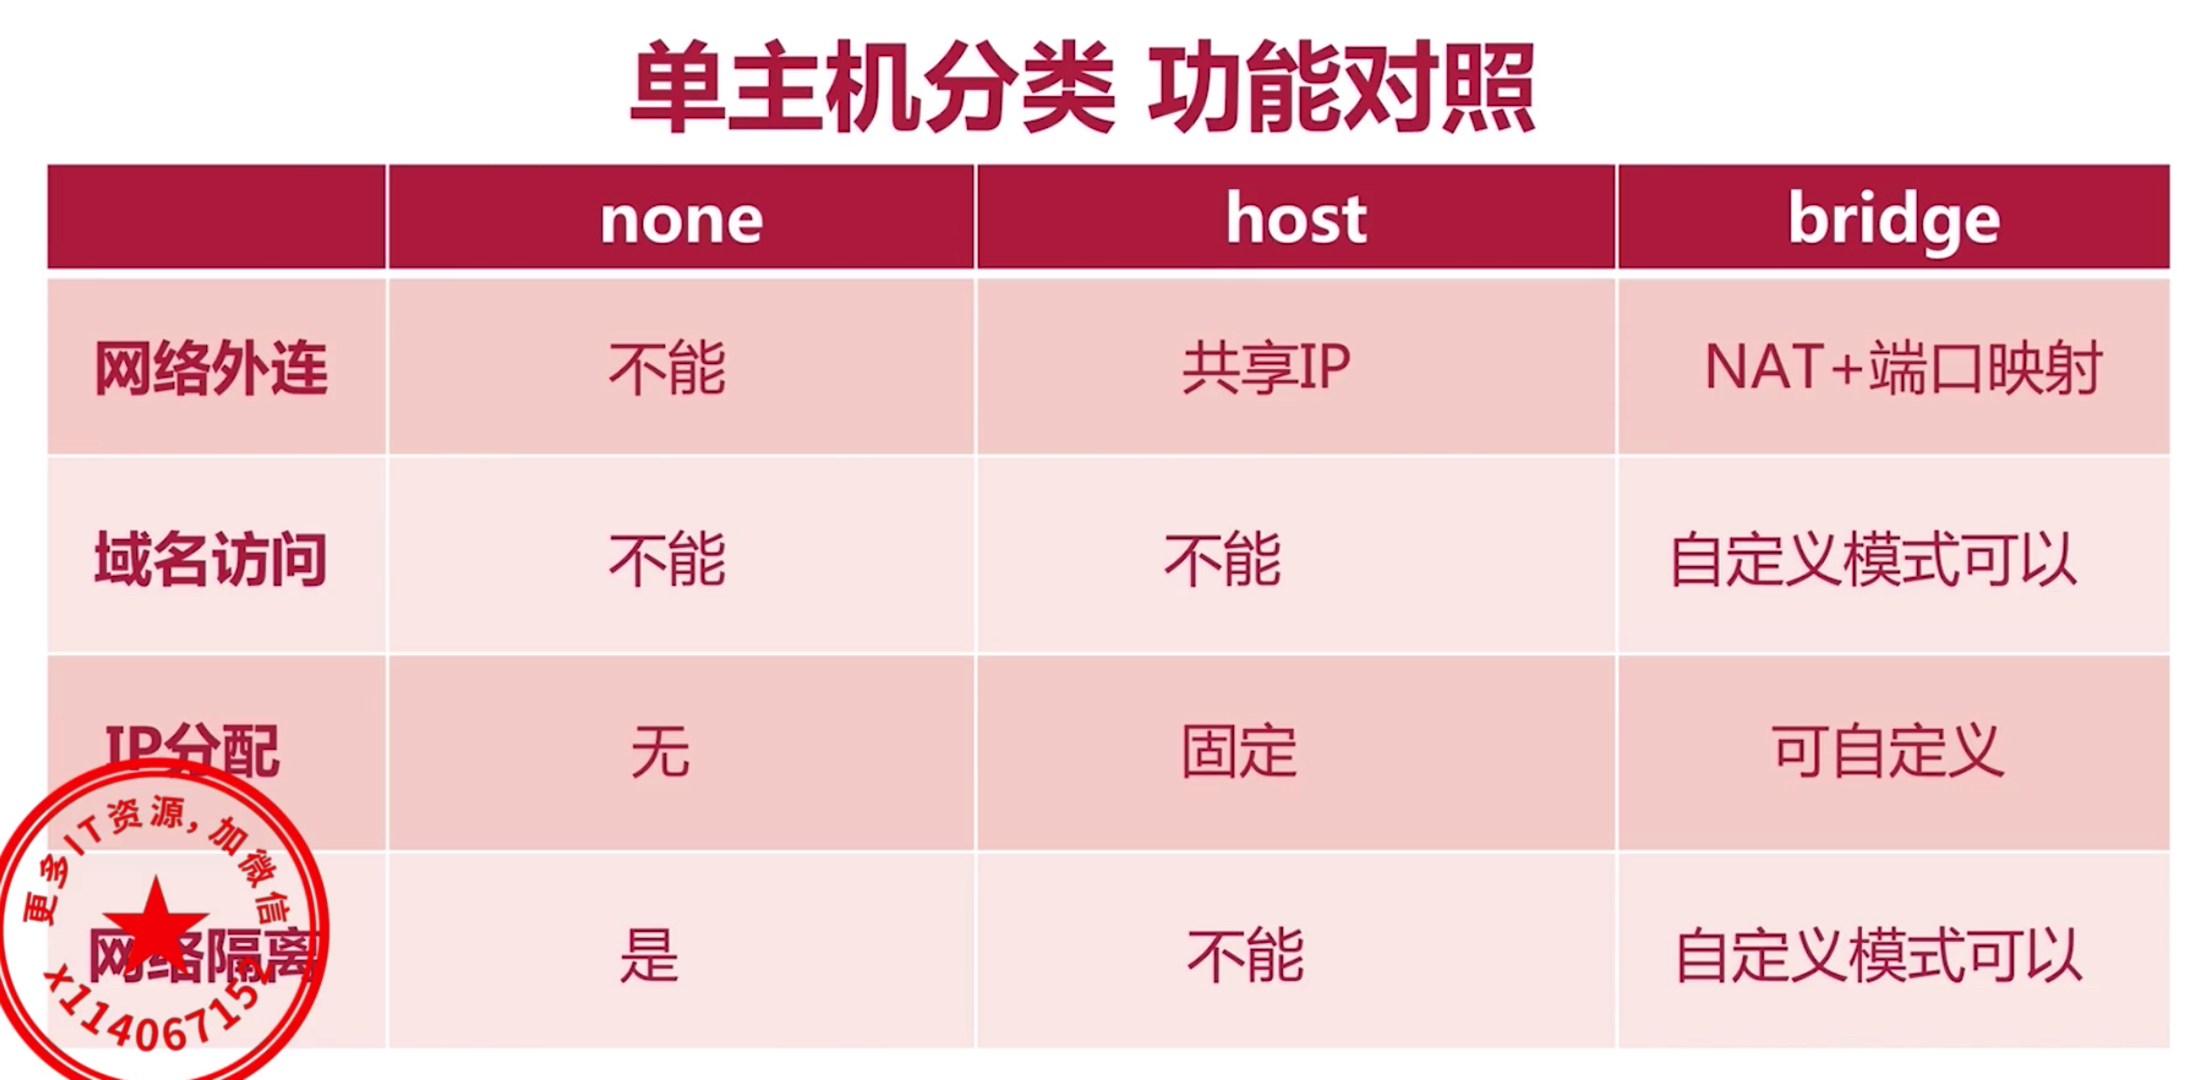 单主机分类 功能对照
none host bridge
网络外连 不能 共享IP NAT+端口映射
域名访问 不能 不能 自定义模式可以
IP分配 无 固定 可自定义
网络隔离 是 不能 自定义模式可以
更多IT资源，加微信